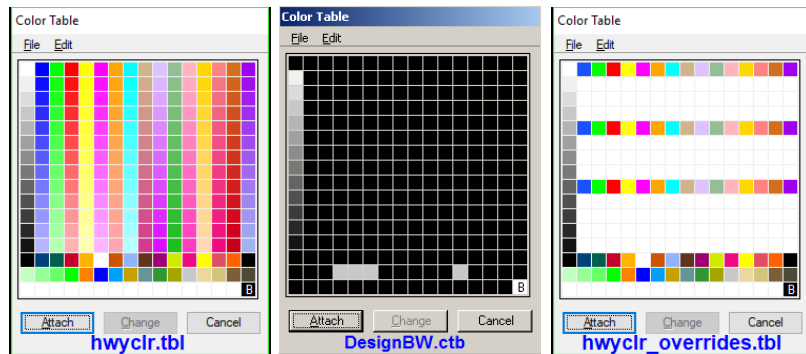 Color Table
File Edit
B
Attach Change Cancel
hwyclr.tbl
Color Table
File Edit
B
Attach Change Cancel
DesignBW.ctb
Color Table
File Edit
B
Attach Change Cancel
hwyclr_overrides.tbl